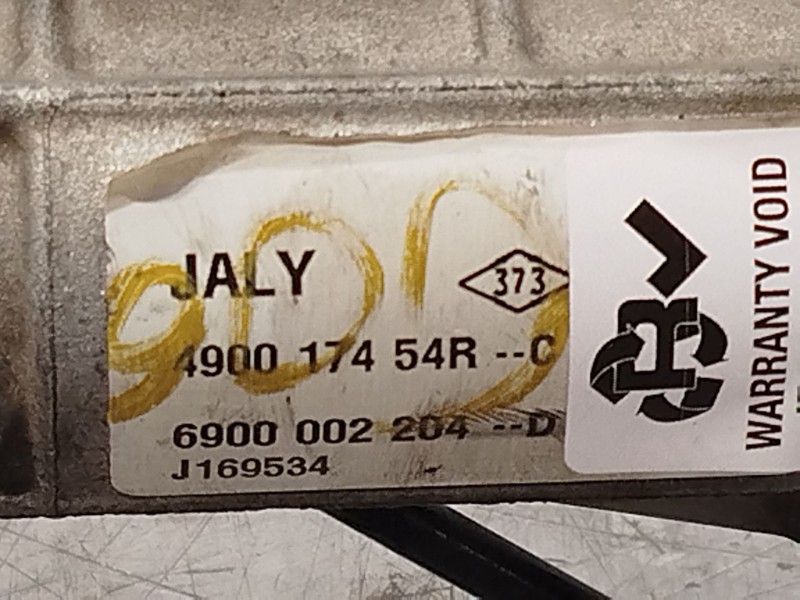 JALY
373
4900 174 54R --C
6900 002 204 --D
J169534
WARRANTY VOID